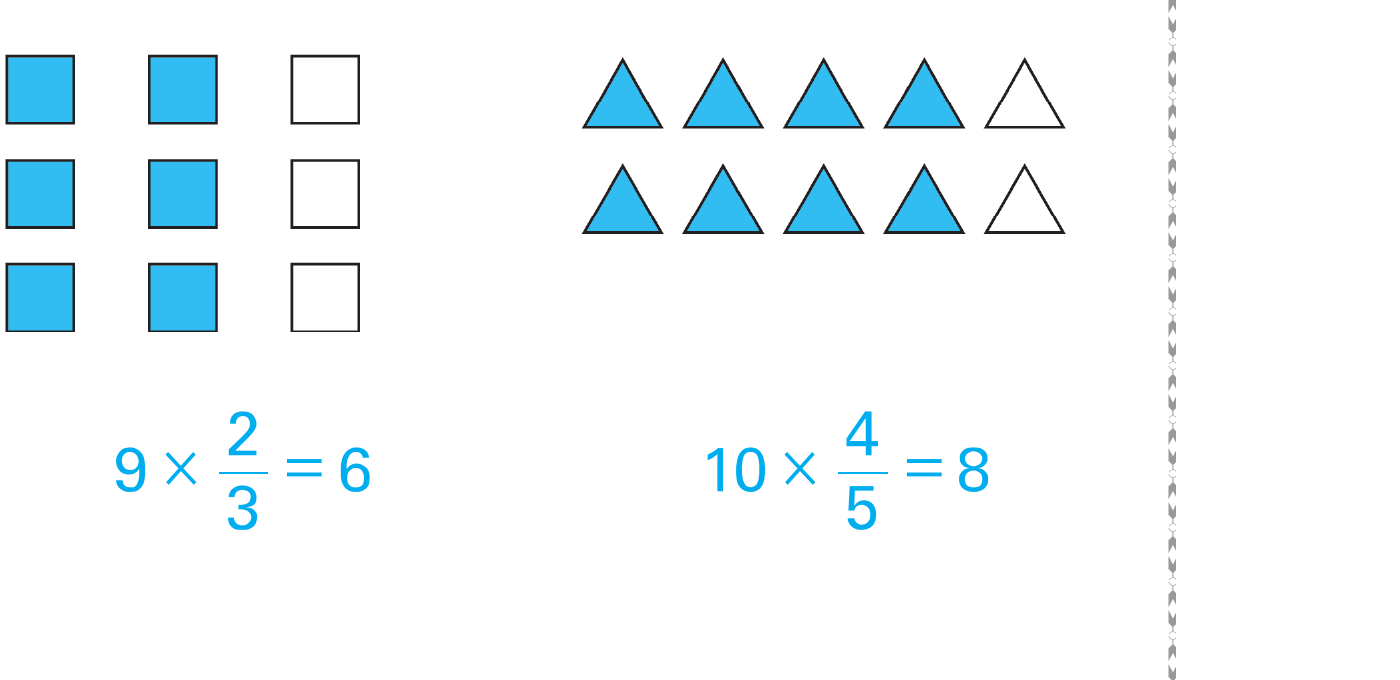 9 × 2/3 = 6
10 × 4/5 = 8